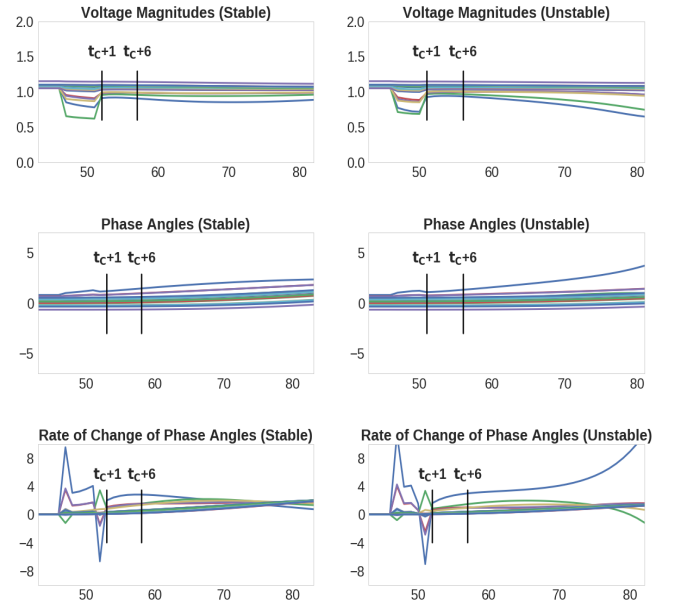 Voltage Magnitudes (Stable)
2.0
1.5
1.0
0.5
0.0
tC+1 tC+6
50 60 70 80
Voltage Magnitudes (Unstable)
2.0
1.5
1.0
0.5
0.0
tC+1 tC+6
50 60 70 80
Phase Angles (Stable)
5
0
−5
tC+1 tC+6
50 60 70 80
Phase Angles (Unstable)
5
0
−5
tC+1 tC+6
50 60 70 80
Rate of Change of Phase Angles (Stable)
8
4
0
−4
−8
tC+1 tC+6
50 60 70 80
Rate of Change of Phase Angles (Unstable)
8
4
0
−4
−8
tC+1 tC+6
50 60 70 80